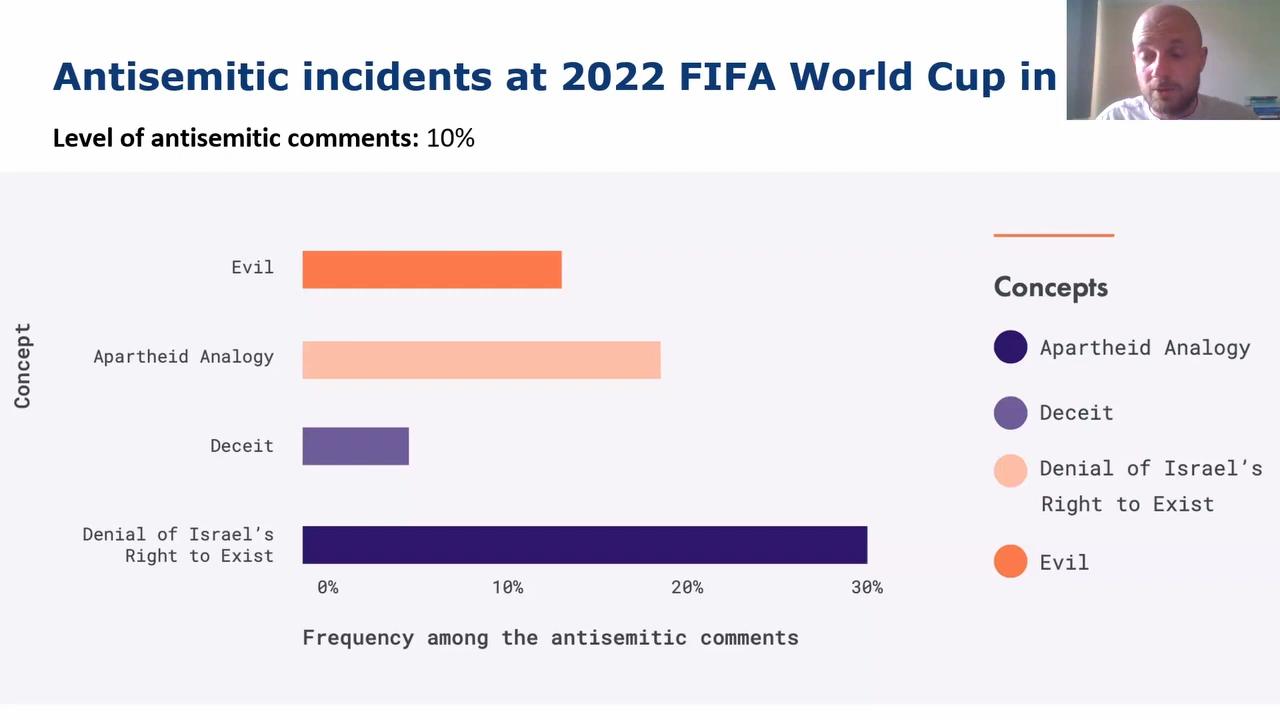 Antisemitic incidents at 2022 FIFA World Cup in
Level of antisemitic comments: 10%
Concept
Evil
Apartheid Analogy
Deceit
Denial of Israel’s
Right to Exist
0%
10%
20%
30%
Frequency among the antisemitic comments
Concepts
Apartheid Analogy
Deceit
Denial of Israel’s
Right to Exist
Evil